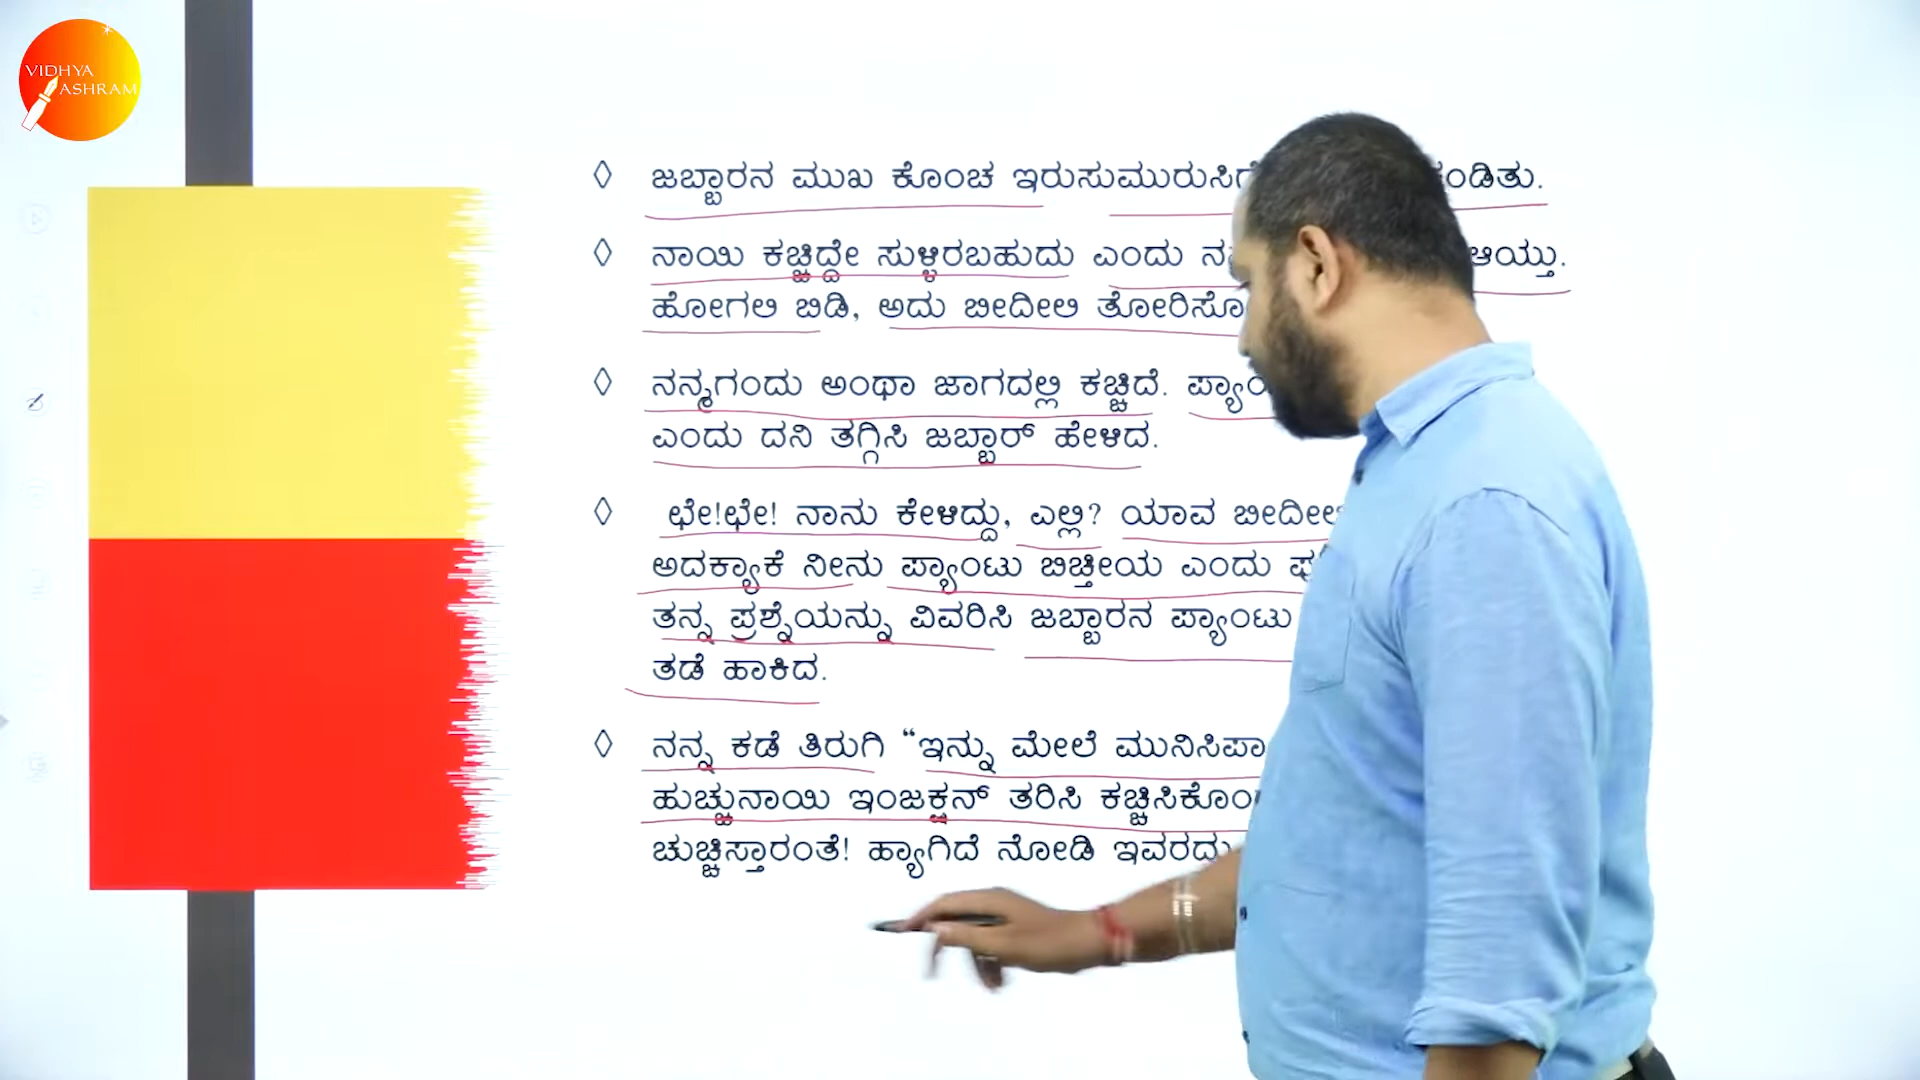 VIDHYA
ASHRAM
ಜಬ್ಬಾರನ ಮುಖ ಕೊಂಚ ಇರುಸುಮುರುಸಿಗೆ
ನಾಯಿ ಕಚ್ಚಿದ್ದೇ ಸುಳ್ಳಿರಬಹುದು ಎಂದು ಆಯ್ತು.
ಹೋಗಲಿ ಬಿಡಿ, ಅದು ಬೀದೀಲಿ
ನನ್ಮಗಂದು ಅಂಥಾ ಜಾಗದಲ್ಲಿ ಕಚ್ಚಿದೆ.
ಎಂದು ದನಿ ತಗ್ಗಿಸಿ ಜಬ್ಬಾರ್ ಹೇಳಿದ.
ಛೇ!ಛೇ! ನಾನು ಕೇಳಿದ್ದು, ಎಲ್ಲಿ? ಯಾವ
ಅದಕ್ಯಾಕೆ ನೀನು ಪ್ಯಾಂಟು ಬಿಚ್ತೀಯ ಎಂದು
ತನ್ನ ಪ್ರಶ್ನೆಯನ್ನು ವಿವರಿಸಿ ಜಬ್ಬಾರನ ಪ್ಯಾಂಟು
ತಡೆ ಹಾಕಿದ.
ನನ್ನ ಕಡೆ ತಿರುಗಿ “ಇನ್ನು ಮೇಲೆ
ಹುಚ್ಚುನಾಯಿ ಇಂಜಕ್ಷನ್ ತರಿಸಿ
ಚುಚ್ಚಿಸ್ತಾರಂತೆ! ಹ್ಯಾಗಿದೆ ನೋಡಿ ಇವರದು